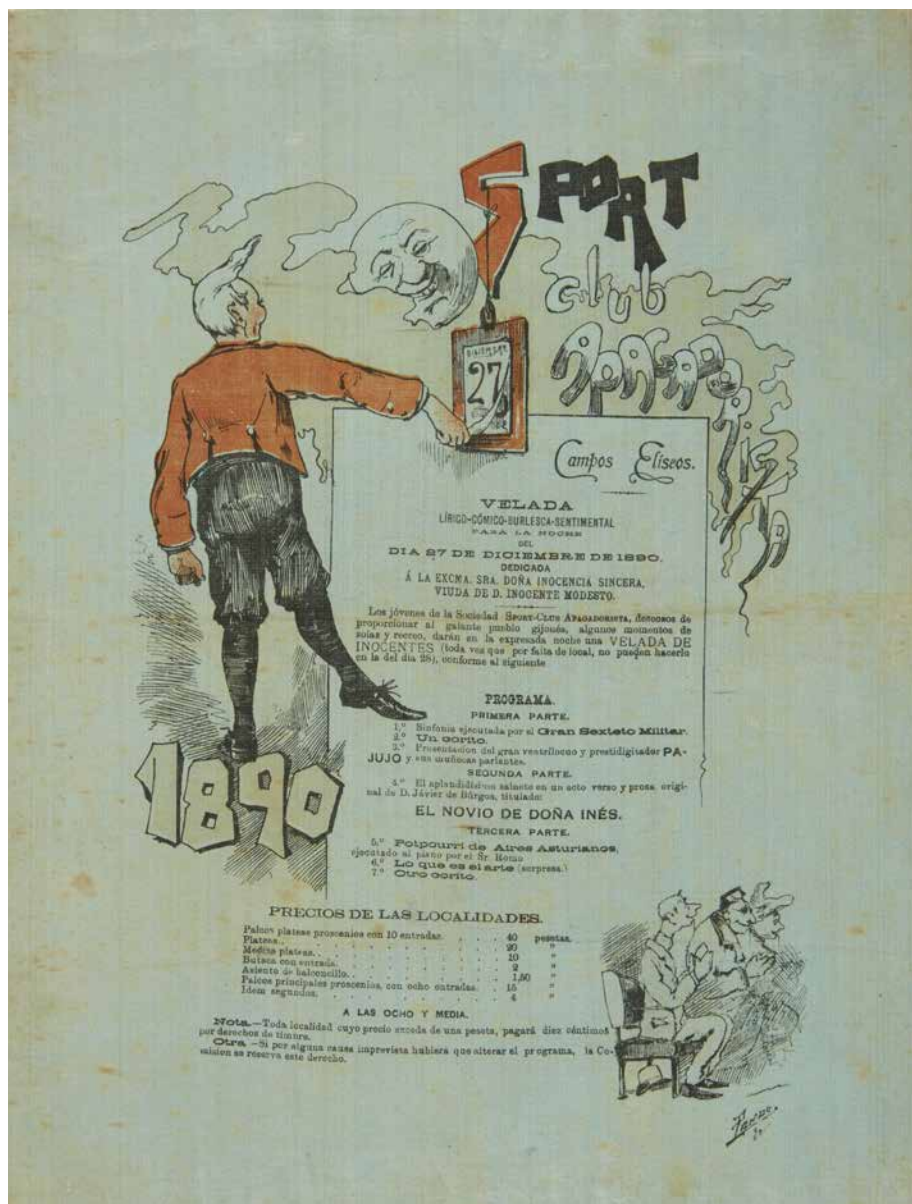 SPORT
club
APAGADORISTA
DICIEMBRE
27
Campos Elíseos.
VELADA
LÍRICO-CÓMICO-BURLESCA-SENTIMENTAL
PARA LA NOCHE
DEL
DIA 27 DE DICIEMBRE DE 1890.
DEDICADA
Á LA EXCMA. SRA. DOÑA INOCENCIA SINCERA,
VIUDA DE D. INOCENTE MODESTO.
Los jóvenes de la Sociedad SPORT-CLUB APAGADORISTA, deseosos de
proporcionar al galante pueblo gijonés, algunos momentos de
solaz y recreo, darán en la expresada noche una VELADA DE
INOCENTES (toda vez que por falta de local, no pueden hacerlo
en la del dia 28), conforme al siguiente
PROGRAMA.
PRIMERA PARTE.
1.º Sinfonía ejecutada por el Gran Sexteto Militar.
2.º Un corito.
3.º Presentación del gran ventrílocuo y prestidigitador PA-
JUJO y sus muñecas parlantes.
SEGUNDA PARTE.
4.º El splendidísimo sainete en un acto verso y prosa, origi-
nal de D. Jávier de Búrgos, titulado:
EL NOVIO DE DOÑA INÉS.
TERCERA PARTE.
5.º Potpourri de Aires Asturianos,
ejecutado al piano por el Sr.
6.º Lo que es el arte (sorpresa.)
7.º Otro corito.
1890
PRECIOS DE LAS LOCALIDADES.
Palcos plateas proscenios con 10 entradas. . . . . 40 pesetas.
Plateas. . . . . . . . . . 20 "
Medias plateas. . . . . . . . . 10 "
Butaca con entrada. . . . . . . . 2 "
Asiento de balconcillo. . . . . . . 1,50 "
Palcos principales proscenios, con ocho entradas. . 15 "
Idem segundos. . . . . . . . . 4 "
A LAS OCHO Y MEDIA.
Nota.—Toda localidad cuyo precio exceda de una peseta, pagará diez céntimos
por derechos de timbre.
Otra.—Si por alguna causa imprevista hubiera que alterar el programa, la Co-
mision se reserva este derecho.